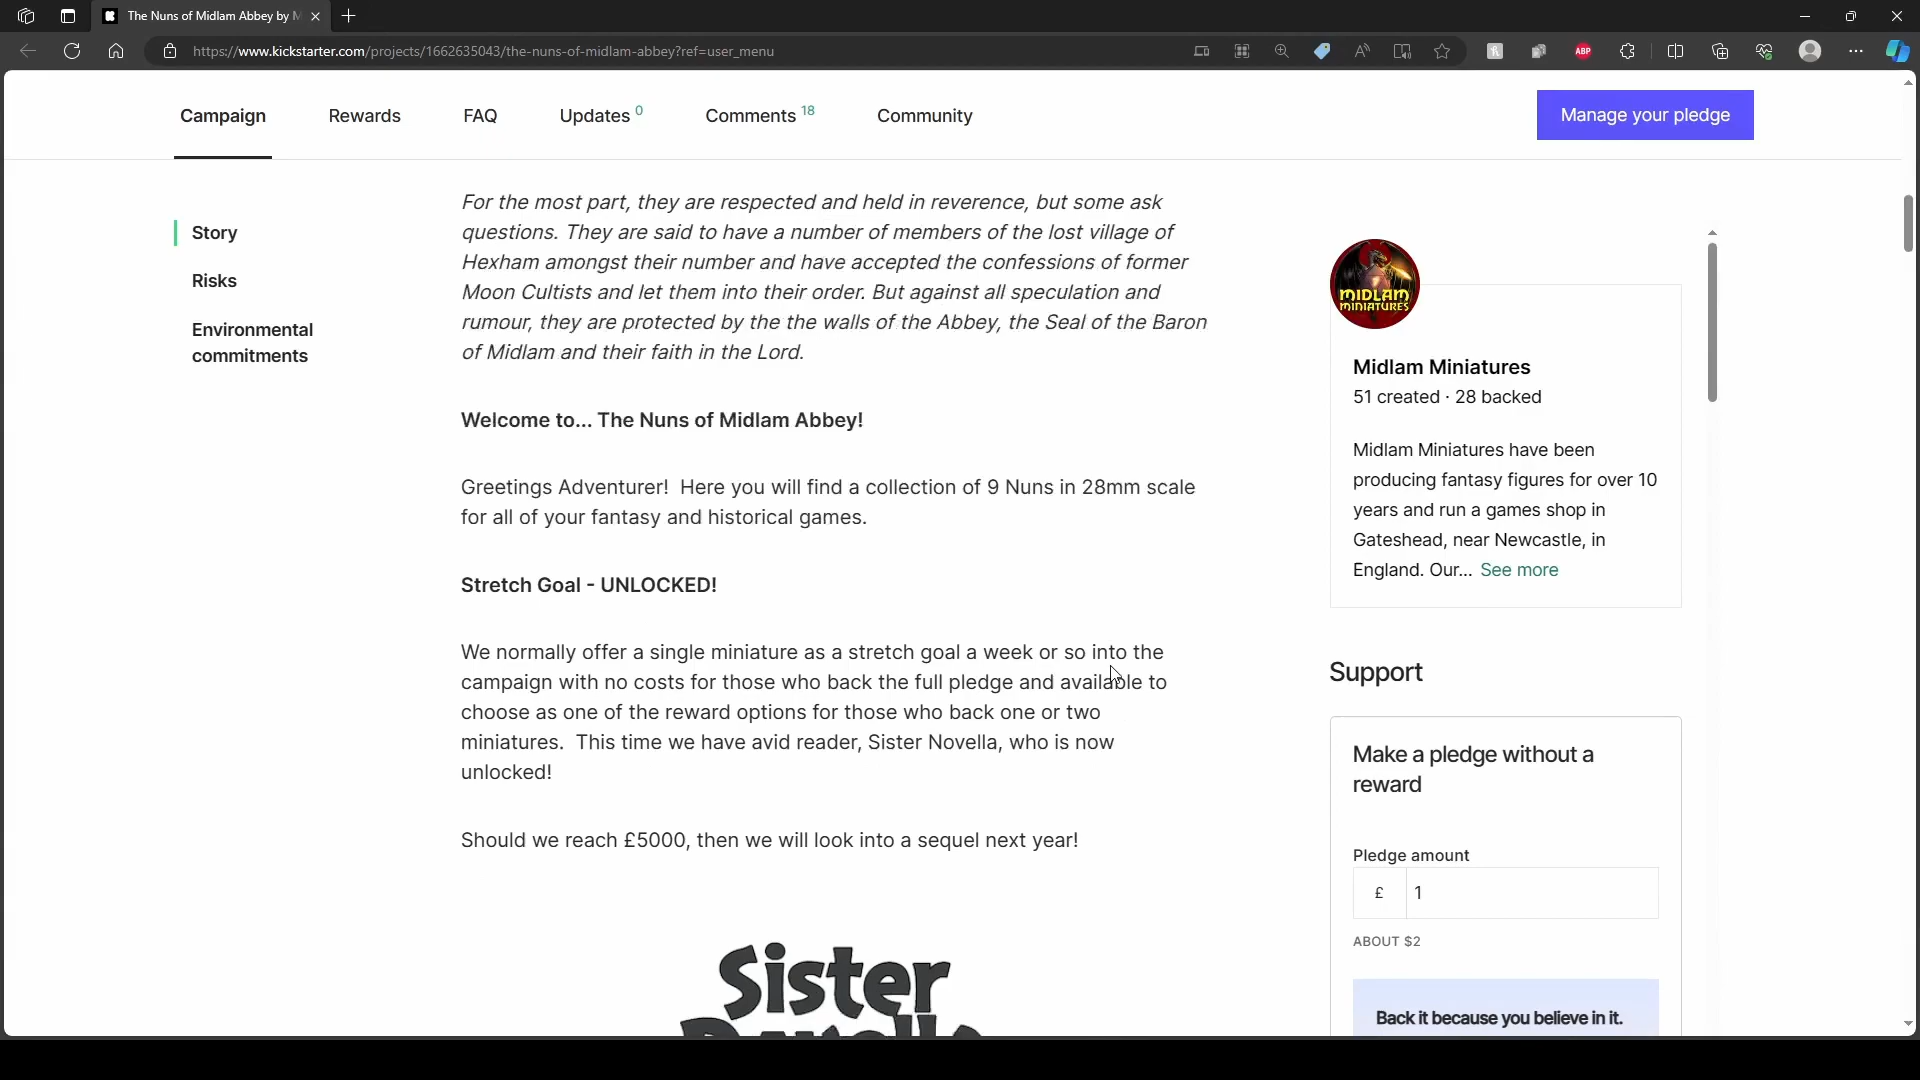 The Nuns of Midlam Abbey by M
https://www.kickstarter.com/projects/1662635043/the-nuns-of-midlam-abbey?ref=user_menu
ABP
Campaign
Rewards
FAQ
Updates 0
Comments 18
Community
Manage your pledge
Story
Risks
Environmental
commitments
For the most part, they are respected and held in reverence, but some ask
questions. They are said to have a number of members of the lost village of
Hexham amongst their number and have accepted the confessions of former
Moon Cultists and let them into their order. But against all speculation and
rumour, they are protected by the the walls of the Abbey, the Seal of the Baron
of Midlam and their faith in the Lord.
Welcome to... The Nuns of Midlam Abbey!
Greetings Adventurer!  Here you will find a collection of 9 Nuns in 28mm scale
for all of your fantasy and historical games.
Stretch Goal - UNLOCKED!
We normally offer a single miniature as a stretch goal a week or so into the
campaign with no costs for those who back the full pledge and available to
choose as one of the reward options for those who back one or two
miniatures.  This time we have avid reader, Sister Novella, who is now
unlocked!
Should we reach £5000, then we will look into a sequel next year!
Sister
MIDLAM
MINIATURES
Midlam Miniatures
51 created · 28 backed
Midlam Miniatures have been
producing fantasy figures for over 10
years and run a games shop in
Gateshead, near Newcastle, in
England. Our... See more
Support
Make a pledge without a
reward
Pledge amount
£ 1
ABOUT $2
Back it because you believe in it.